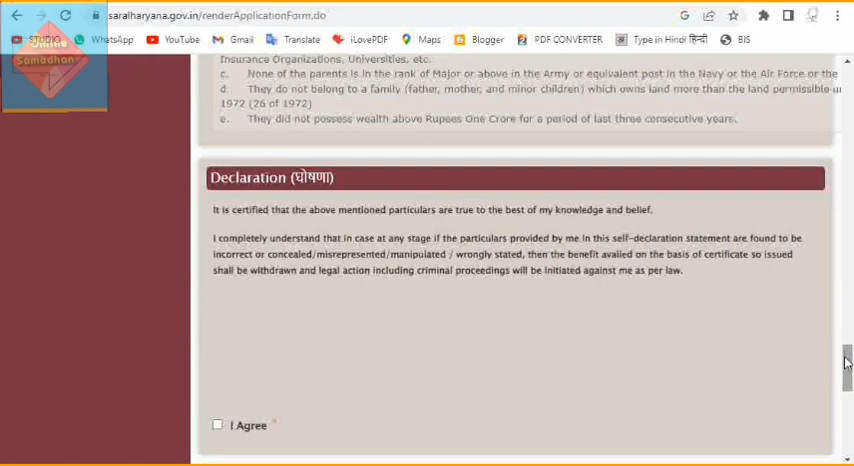 saralharyana.gov.in/renderApplicationForm.do
STUDIO WhatsApp YouTube Gmail Translate iLovePDF Maps Blogger PDF CONVERTER Type in Hindi हिन्दी BIS
Online
Samadhan
Insurance Organizations, Universities, etc.
c. None of the parents is in the rank of Major or above in the Army or equivalent post in the Navy or the Air Force or the
d. They do not belong to a family (father, mother, and minor children) which owns land more than the land permissible
1972 (26 of 1972)
e. They did not possess wealth above Rupees One Crore for a period of last three consecutive years.
Declaration (घोषणा)
It is certified that the above mentioned particulars are true to the best of my knowledge and belief.
I completely understand that in case at any stage if the particulars provided by me in this self-declaration statement are found to be
incorrect or concealed/misrepresented/manipulated / wrongly stated, then the benefit availed on the basis of certificate so issued
shall be withdrawn and legal action including criminal proceedings will be initiated against me as per law.
I Agree *